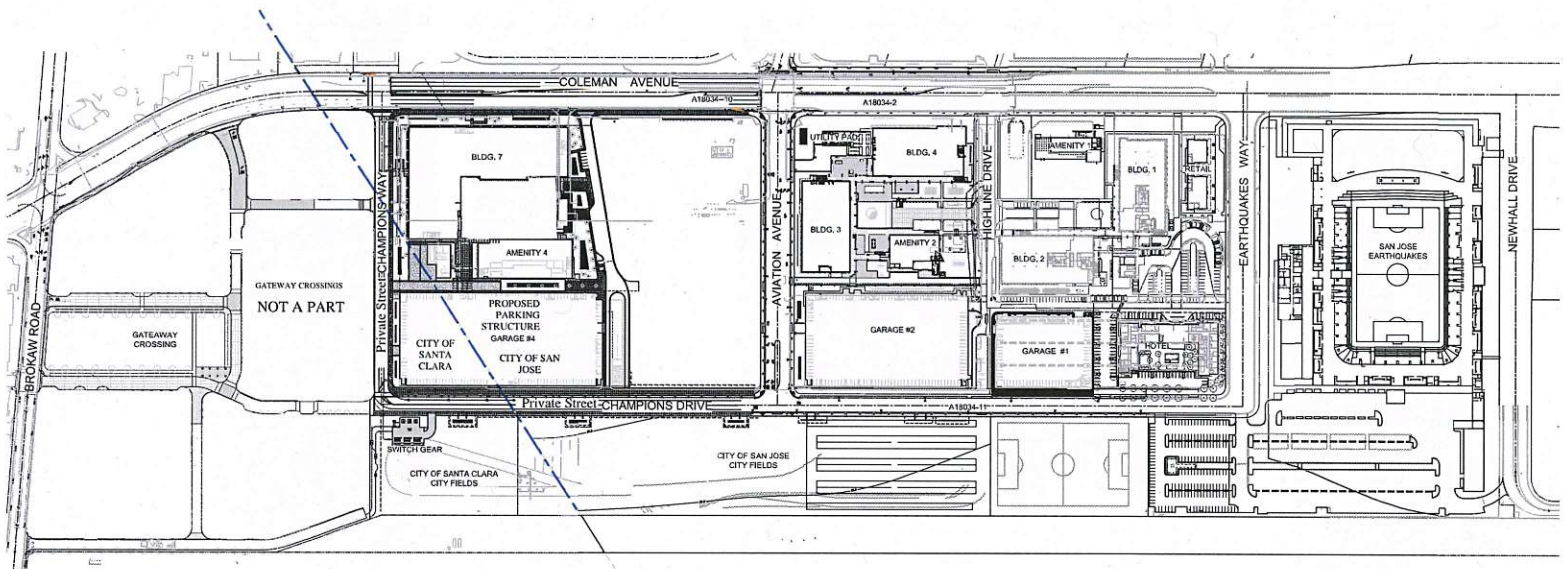 COLEMAN AVENUE
A18034-10
A18034-2
UTILITY PAD
BLDG. 4
AMENITY 1
BLDG. 1
RETAIL
BLDG. 7
HIGHLINE DRIVE
EARTHQUAKES WAY
NEWHALL DRIVE
Private Street CHAMPIONS WAY
AVIATION AVENUE
BLDG. 3
AMENITY 2
AMENITY 4
BLDG. 2
SAN JOSE
EARTHQUAKES
GATEWAY CROSSINGS
NOT A PART
BROKAW ROAD
GATEAWAY
CROSSING
PROPOSED
PARKING
STRUCTURE
GARAGE #4
CITY OF
SANTA
CLARA
CITY OF SAN
JOSE
GARAGE #2
GARAGE #1
HOTEL
Private Street CHAMPIONS DRIVE
A18034-11
SWITCH GEAR
CITY OF SANTA CLARA
CITY FIELDS
CITY OF SAN JOSE
CITY FIELDS